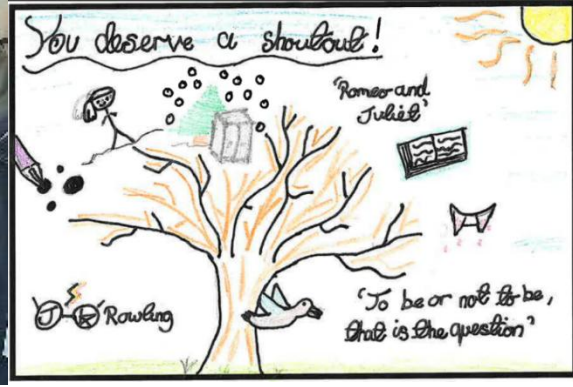 You deserve a shoutout!
'Romeo and
Juliet'
J K Rowling
'To be or not to be,
that is the question'